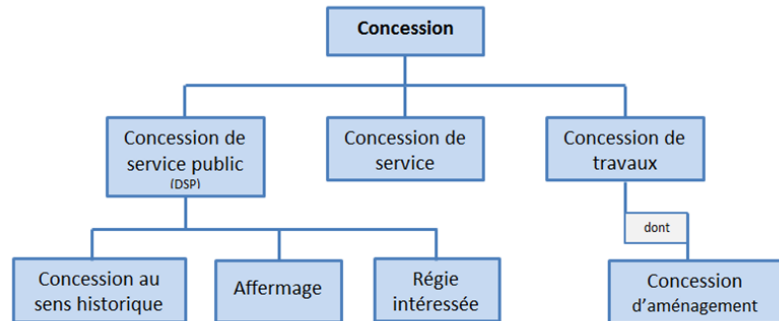 Concession
Concession de
service public
(DSP)
Concession de
service
Concession de
travaux
dont
Concession au
sens historique
Affermage
Régie
intéressée
Concession
d'aménagement